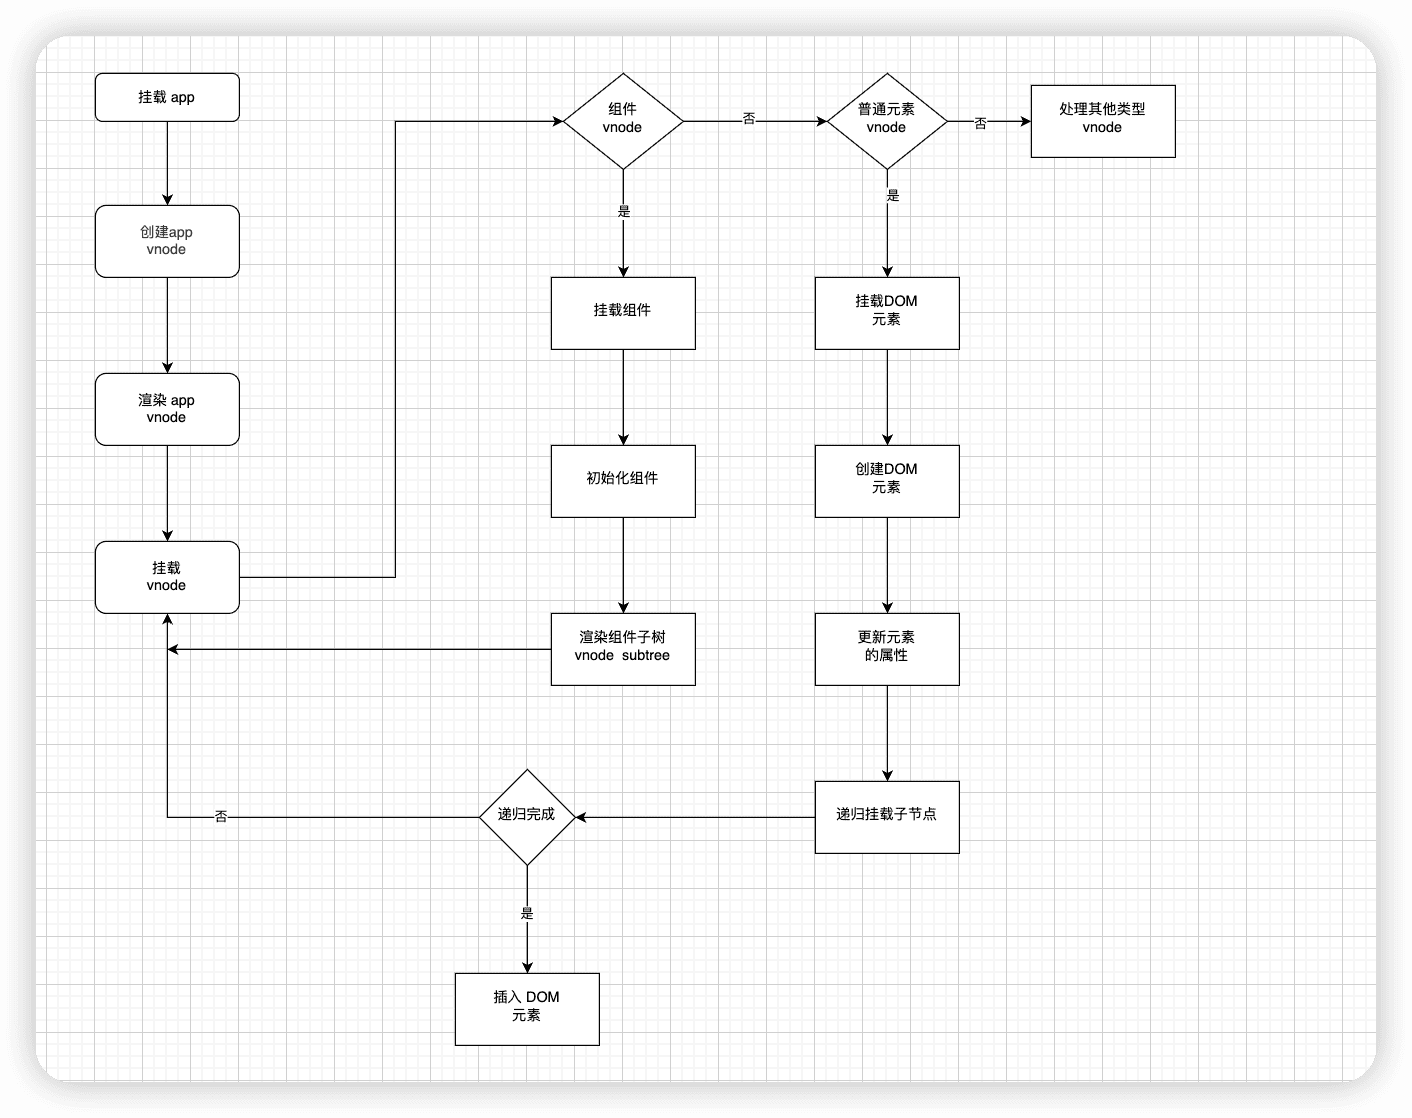 挂载 app
创建app
vnode
渲染 app
vnode
挂载
vnode
组件
vnode
否
普通元素
vnode
否
处理其他类型
vnode
是
挂载组件
初始化组件
渲染组件子树
vnode  subtree
是
挂载DOM
元素
创建DOM
元素
更新元素
的属性
递归挂载子节点
递归完成
否
是
插入 DOM
元素